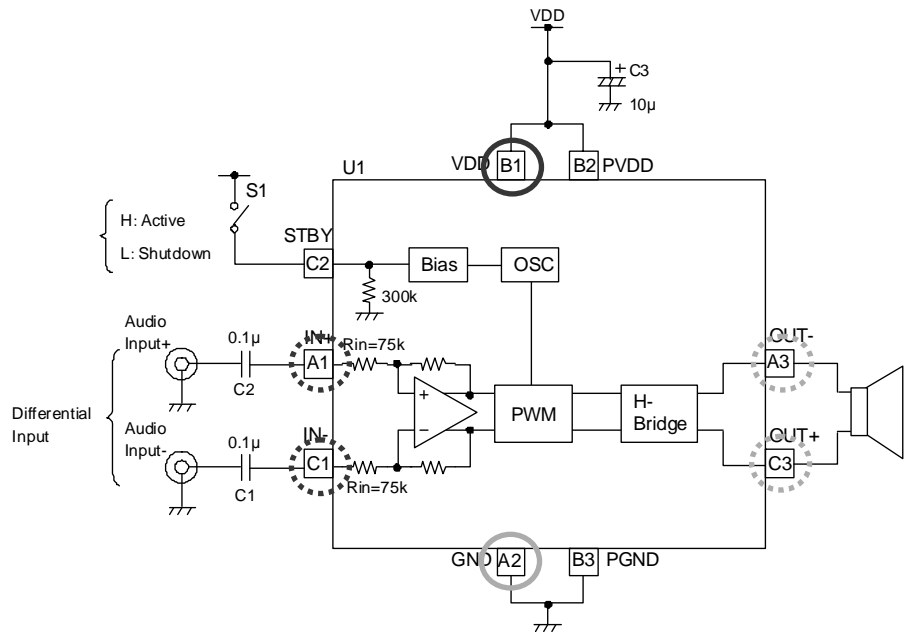 VDD
+ C3
10µ
VDD B1
B2 PVDD
U1
S1
H: Active
L: Shutdown
STBY
C2
Bias
OSC
300k
Audio
Input+
0.1µ
C2
IN+
A1
Rin=75k
OUT-
A3
Differential
Input
+
−
PWM
H-
Bridge
Audio
Input-
0.1µ
C1
IN-
C1
Rin=75k
OUT+
C3
GND A2
B3 PGND